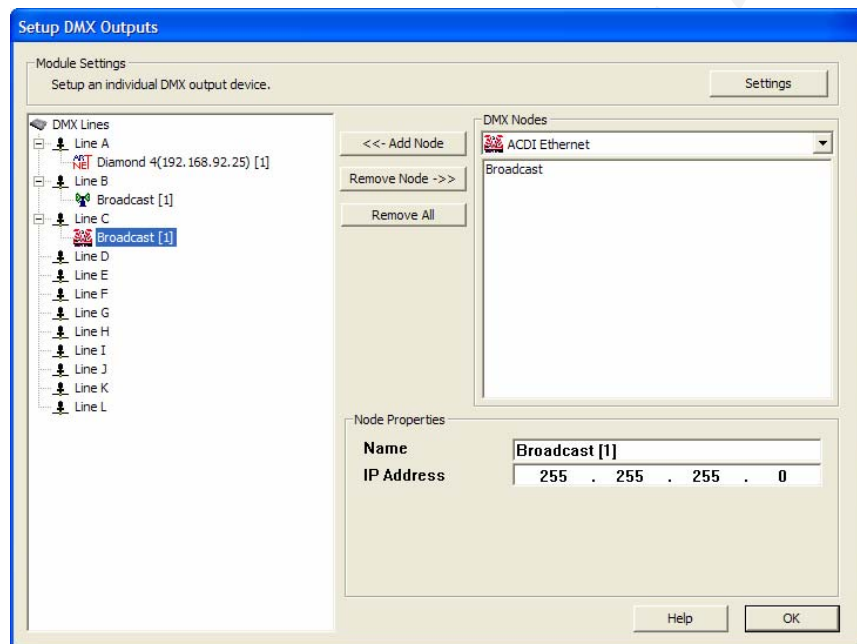 Setup DMX Outputs
Module Settings
Setup an individual DMX output device.
Settings
DMX Lines
Line A
ART NET Diamond 4(192.168.92.25) [1]
Line B
Broadcast [1]
Line C
Broadcast [1]
Line D
Line E
Line F
Line G
Line H
Line I
Line J
Line K
Line L
<<- Add Node
Remove Node ->>
Remove All
DMX Nodes
ACDI Ethernet
Broadcast
Node Properties
Name Broadcast [1]
IP Address 255 . 255 . 255 . 0
Help OK